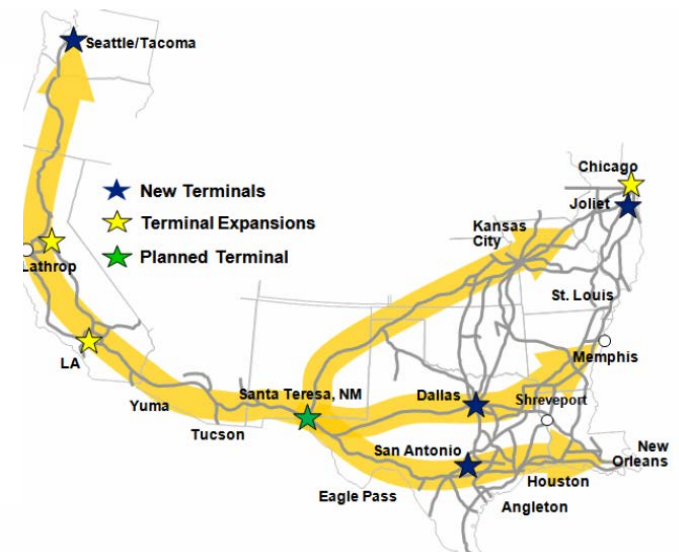 Seattle/Tacoma
New Terminals
Terminal Expansions
Planned Terminal
Chicago
Joliet
Kansas
City
Lathrop
St. Louis
LA
Memphis
Santa Teresa, NM
Dallas
Shreveport
Yuma
Tucson
San Antonio
New
Orleans
Houston
Eagle Pass
Angleton